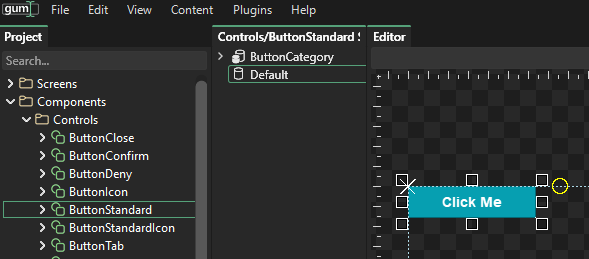 gum File Edit View Content Plugins Help
Project
Search...
Screens
Components
Controls
ButtonClose
ButtonConfirm
ButtonDeny
ButtonIcon
ButtonStandard
ButtonStandardIcon
ButtonTab
Controls/ButtonStandard
ButtonCategory
Default
Editor
Click Me